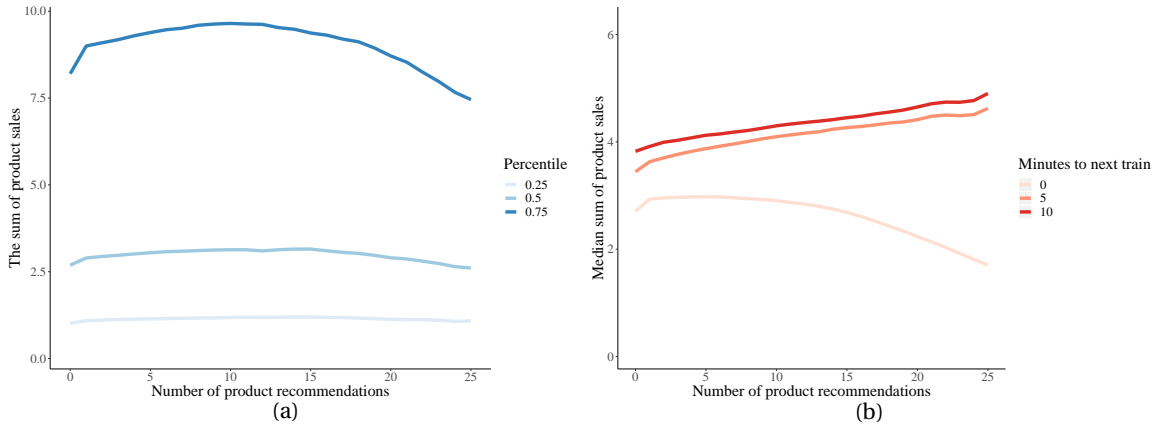 10.0
7.5
5.0
2.5
0.0
The sum of product sales
0 5 10 15 20 25
Number of product recommendations
Percentile
0.25
0.5
0.75
(a)
6
4
2
0
Median sum of product sales
0 5 10 15 20 25
Number of product recommendations
Minutes to next train
0
5
10
(b)